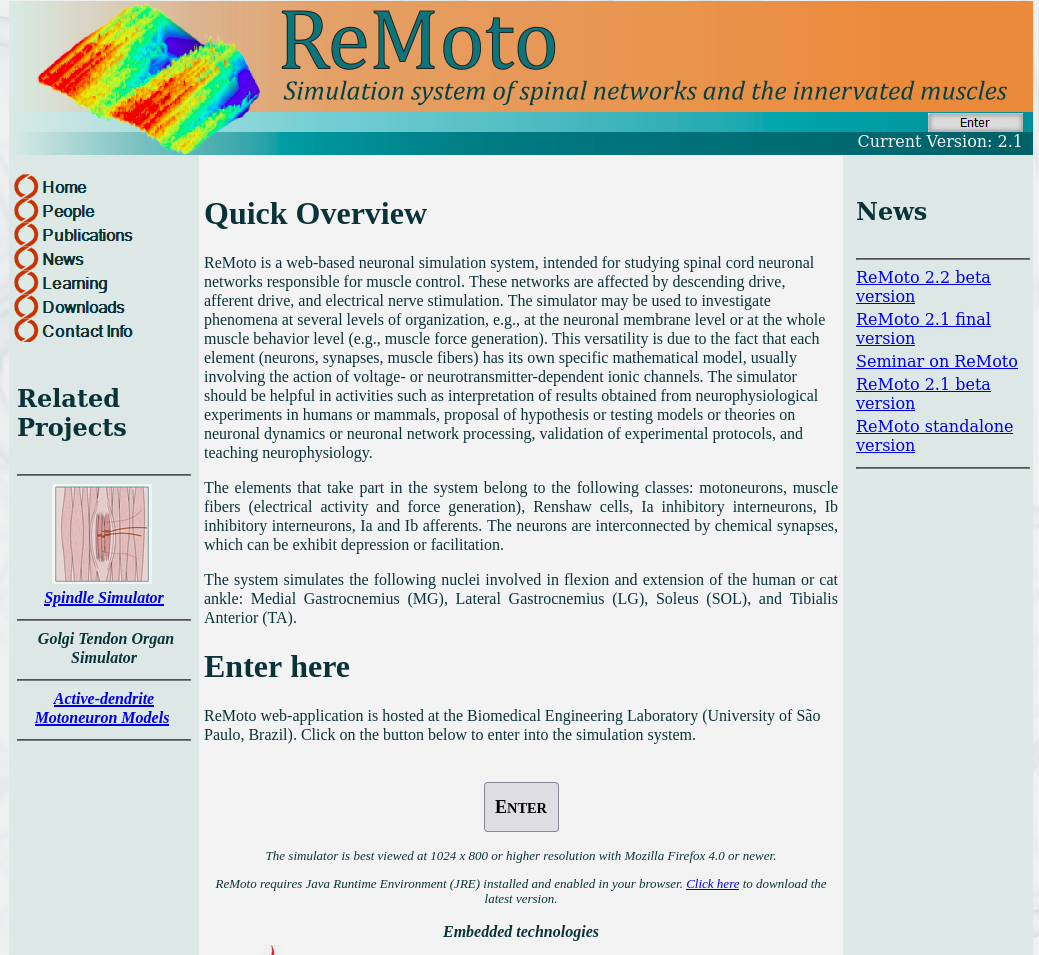 ReMoto
Simulation system of spinal networks and the innervated muscles
Enter
Current Version: 2.1
Home
People
Publications
News
Learning
Downloads
Contact Info
Related
Projects
Spindle Simulator
Golgi Tendon Organ
Simulator
Active-dendrite
Motoneuron Models
Quick Overview
ReMoto is a web-based neuronal simulation system, intended for studying spinal cord neuronal
networks responsible for muscle control. These networks are affected by descending drive,
afferent drive, and electrical nerve stimulation. The simulator may be used to investigate
phenomena at several levels of organization, e.g., at the neuronal membrane level or at the whole
muscle behavior level (e.g., muscle force generation). This versatility is due to the fact that each
element (neurons, synapses, muscle fibers) has its own specific mathematical model, usually
involving the action of voltage- or neurotransmitter-dependent ionic channels. The simulator
should be helpful in activities such as interpretation of results obtained from neurophysiological
experiments in humans or mammals, proposal of hypothesis or testing models or theories on
neuronal dynamics or neuronal network processing, validation of experimental protocols, and
teaching neurophysiology.
The elements that take part in the system belong to the following classes: motoneurons, muscle
fibers (electrical activity and force generation), Renshaw cells, Ia inhibitory interneurons, Ib
inhibitory interneurons, Ia and Ib afferents. The neurons are interconnected by chemical synapses,
which can be exhibit depression or facilitation.
The system simulates the following nuclei involved in flexion and extension of the human or cat
ankle: Medial Gastrocnemius (MG), Lateral Gastrocnemius (LG), Soleus (SOL), and Tibialis
Anterior (TA).
Enter here
ReMoto web-application is hosted at the Biomedical Engineering Laboratory (University of São
Paulo, Brazil). Click on the button below to enter into the simulation system.
ENTER
The simulator is best viewed at 1024 x 800 or higher resolution with Mozilla Firefox 4.0 or newer.
ReMoto requires Java Runtime Environment (JRE) installed and enabled in your browser. Click here to download the
latest version.
Embedded technologies
News
ReMoto 2.2 beta
version
ReMoto 2.1 final
version
Seminar on ReMoto
ReMoto 2.1 beta
version
ReMoto standalone
version